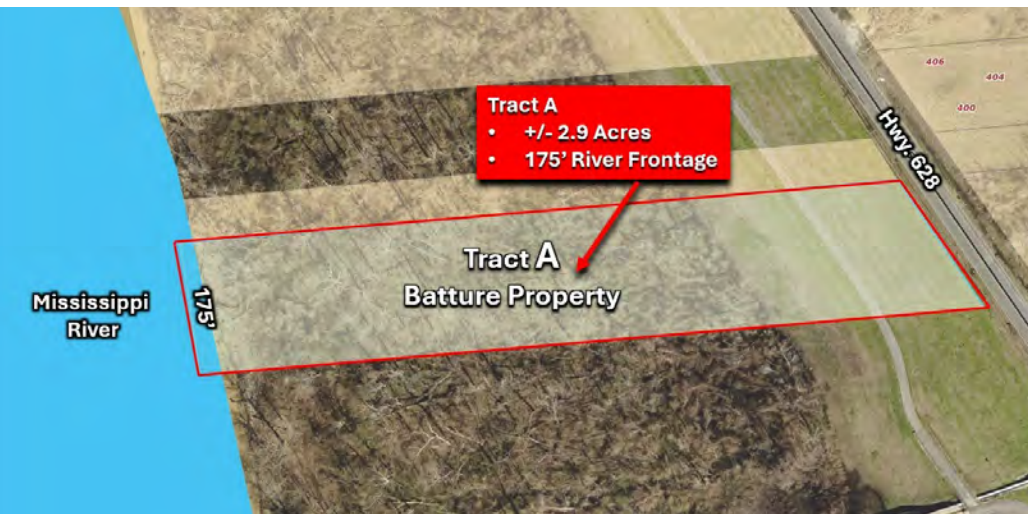 406
404
400
Tract A
• +/- 2.9 Acres
• 175’ River Frontage
Hwy. 628
Tract A
Batture Property
Mississippi
River
175’